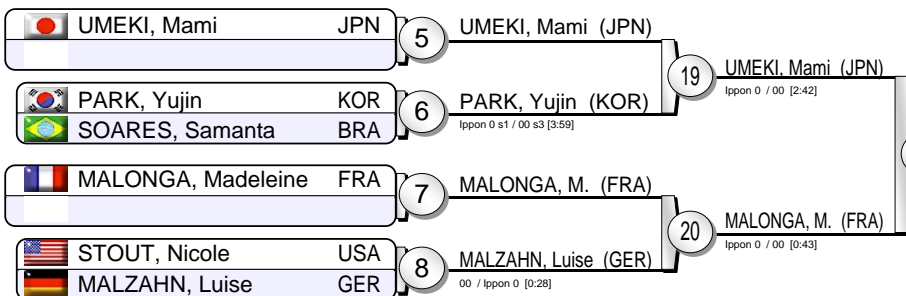 UMEKI, Mami JPN
5
UMEKI, Mami (JPN)
PARK, Yujin KOR
SOARES, Samanta BRA
6
PARK, Yujin (KOR)
Ippon 0 s1 / 00 s3 [3:59]
19
UMEKI, Mami (JPN)
Ippon 0 / 00 [2:42]
MALONGA, Madeleine FRA
7
MALONGA, M. (FRA)
STOUT, Nicole USA
MALZAHN, Luise GER
8
MALZAHN, Luise (GER)
00 / Ippon 0 [0:28]
20
MALONGA, M. (FRA)
Ippon 0 / 00 [0:43]